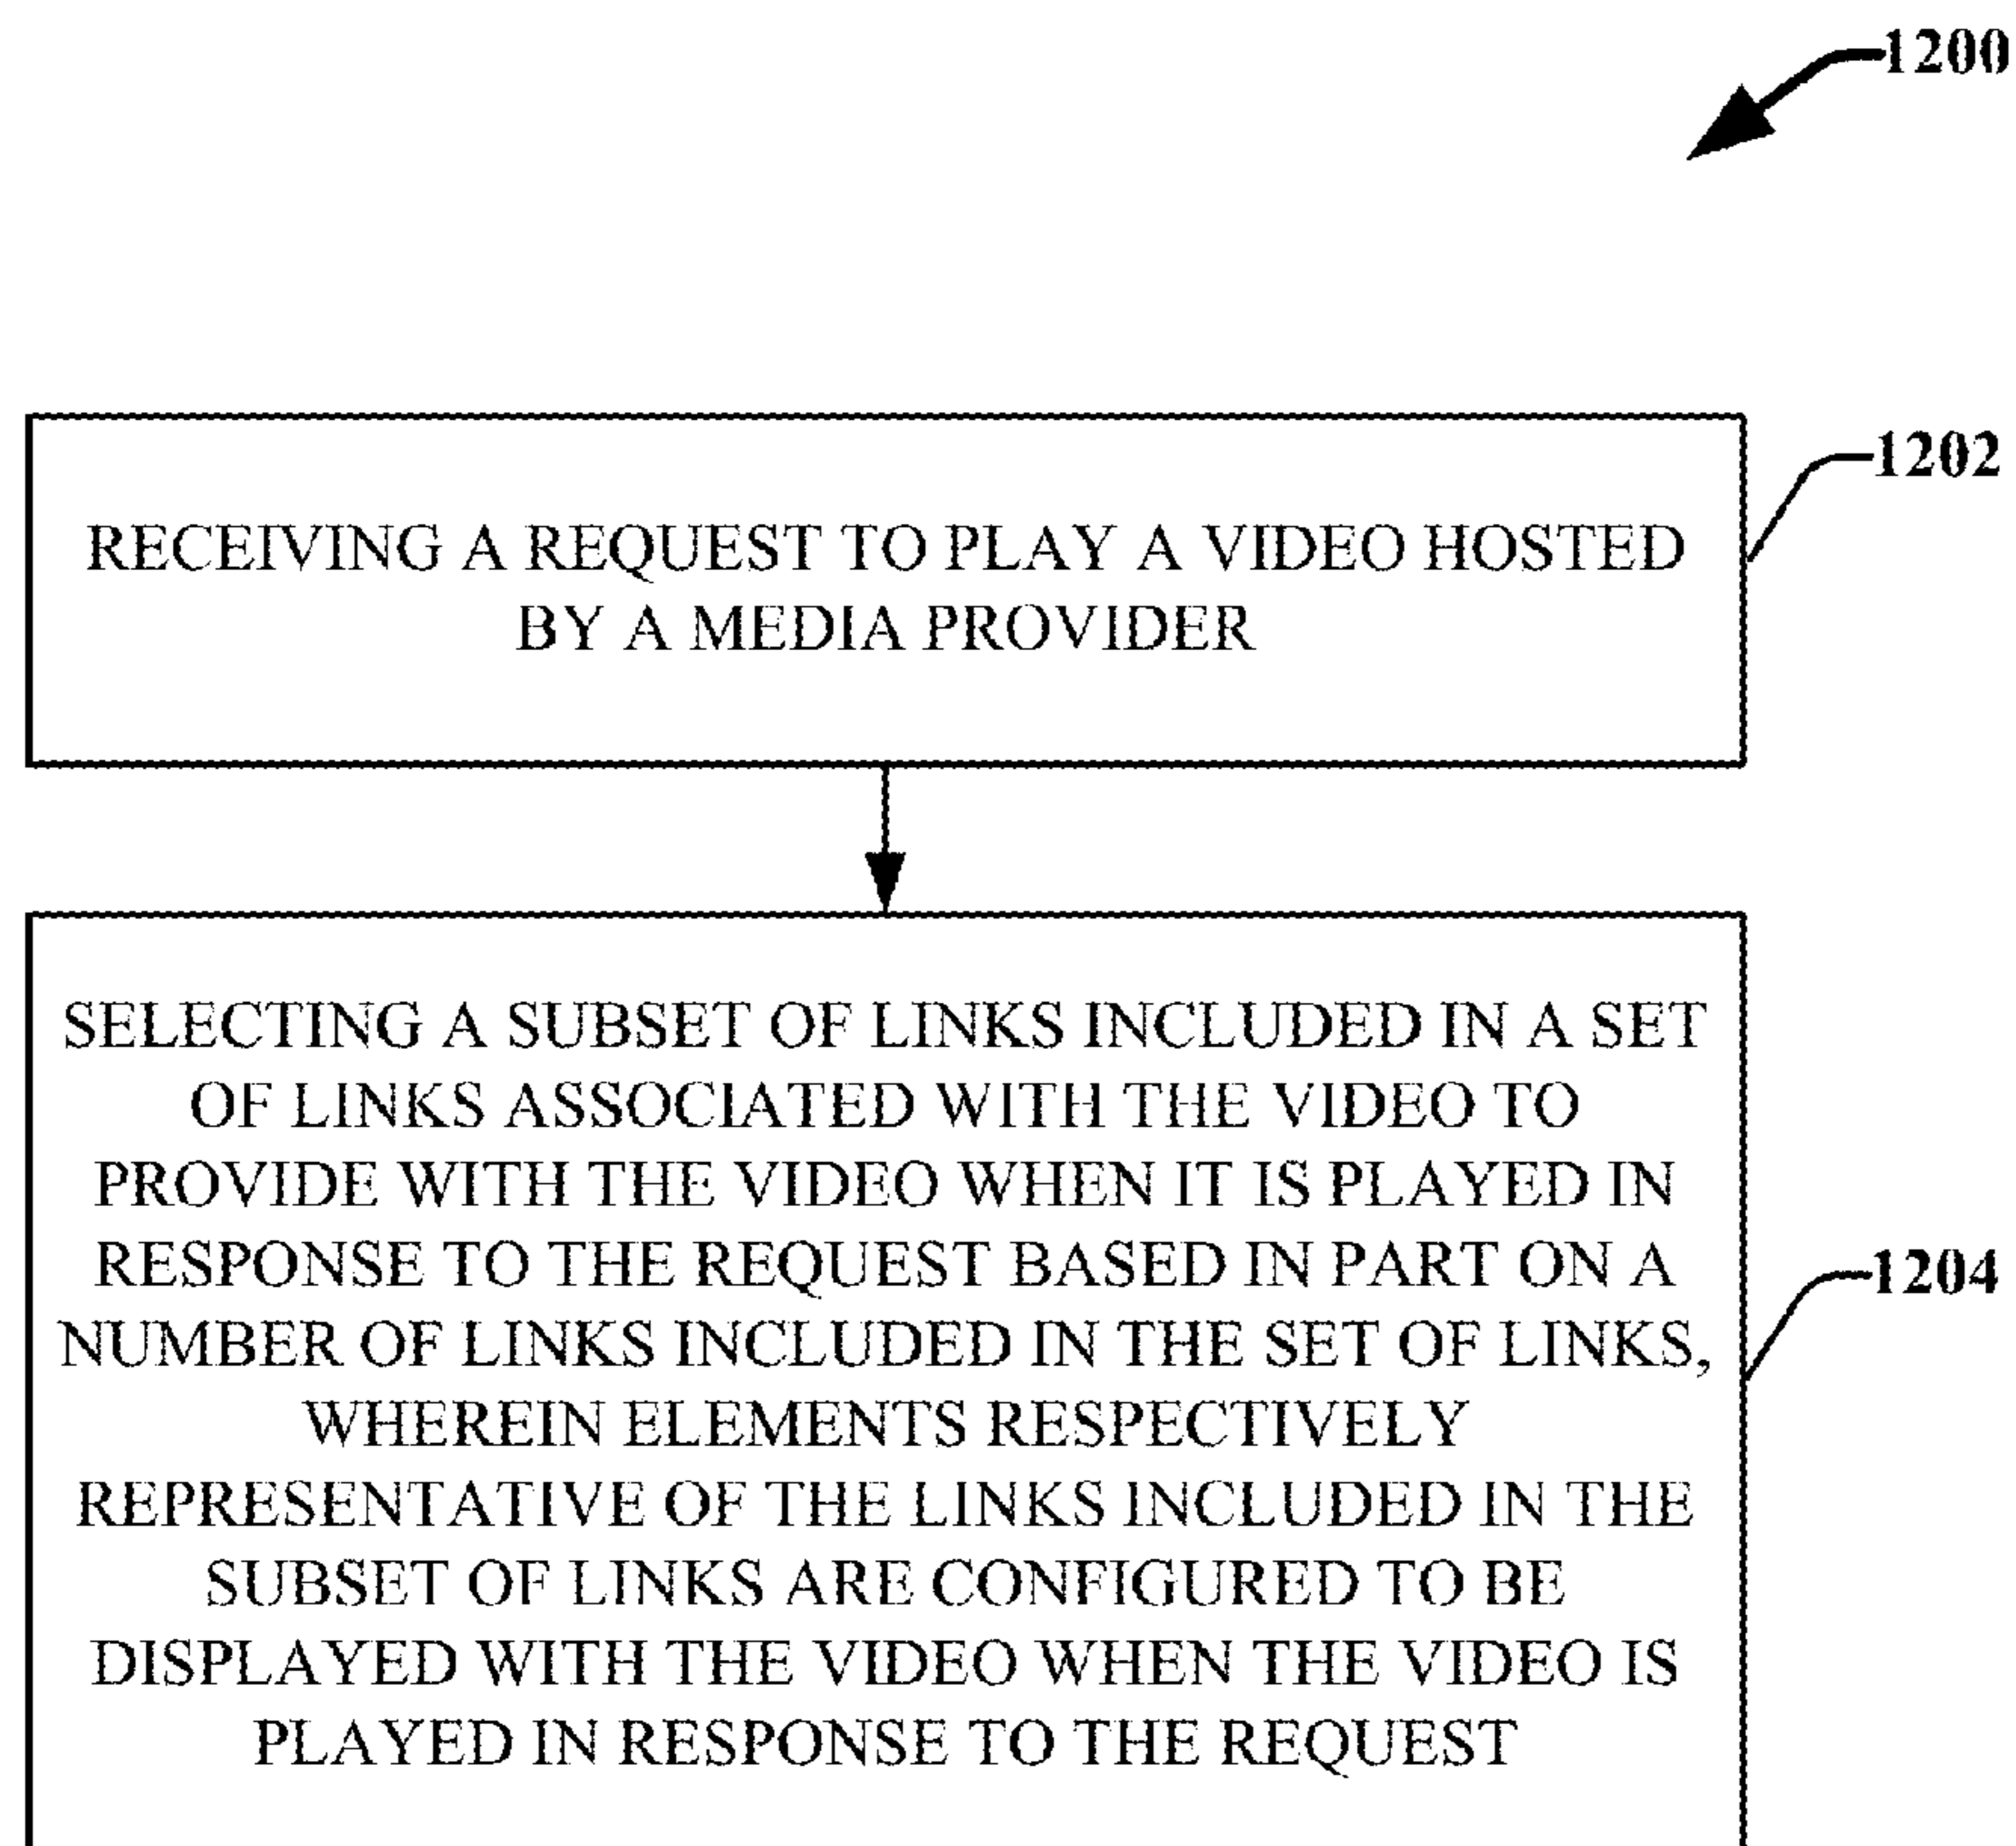 1200
1202
RECEIVING A REQUEST TO PLAY A VIDEO HOSTED
BY A MEDIA PROVIDER
SELECTING A SUBSET OF LINKS INCLUDED IN A SET
OF LINKS ASSOCIATED WITH THE VIDEO TO
PROVIDE WITH THE VIDEO WHEN IT IS PLAYED IN
RESPONSE TO THE REQUEST BASED IN PART ON A
NUMBER OF LINKS INCLUDED IN THE SET OF LINKS,
WHEREIN ELEMENTS RESPECTIVELY
REPRESENTATIVE OF THE LINKS INCLUDED IN THE
SUBSET OF LINKS ARE CONFIGURED TO BE
DISPLAYED WITH THE VIDEO WHEN THE VIDEO IS
PLAYED IN RESPONSE TO THE REQUEST
1204